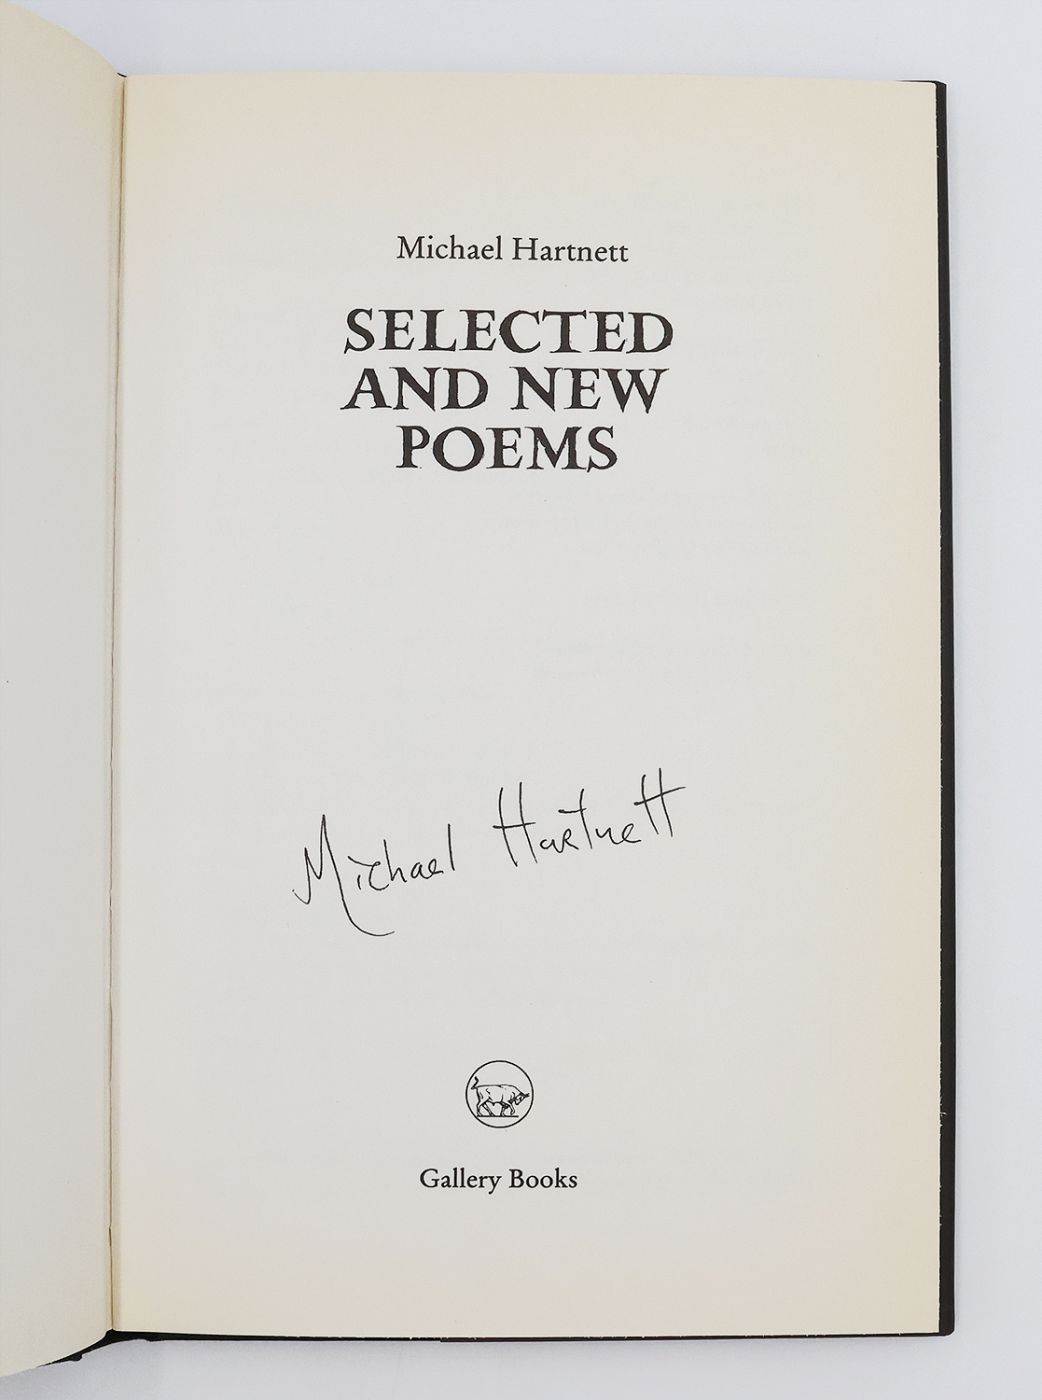 Michael Hartnett
SELECTED
AND NEW
POEMS
Michael Hartnett
Gallery Books